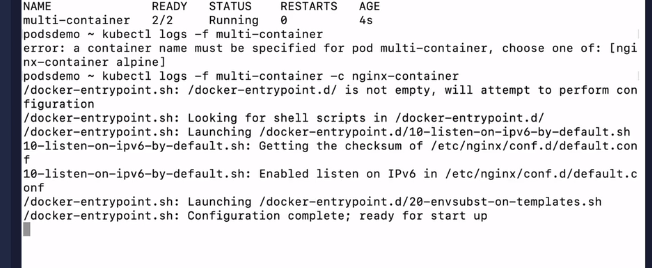 NAME READY STATUS RESTARTS AGE
multi-container 2/2 Running 0 4s
podsdemo ~ kubectl logs -f multi-container
error: a container name must be specified for pod multi-container, choose one of: [ngi
nx-container alpine]
podsdemo ~ kubectl logs -f multi-container -c nginx-container
/docker-entrypoint.sh: /docker-entrypoint.d/ is not empty, will attempt to perform con
figuration
/docker-entrypoint.sh: Looking for shell scripts in /docker-entrypoint.d/
/docker-entrypoint.sh: Launching /docker-entrypoint.d/10-listen-on-ipv6-by-default.sh
10-listen-on-ipv6-by-default.sh: Getting the checksum of /etc/nginx/conf.d/default.con
f
10-listen-on-ipv6-by-default.sh: Enabled listen on IPv6 in /etc/nginx/conf.d/default.c
onf
/docker-entrypoint.sh: Launching /docker-entrypoint.d/20-envsubst-on-templates.sh
/docker-entrypoint.sh: Configuration complete; ready for start up